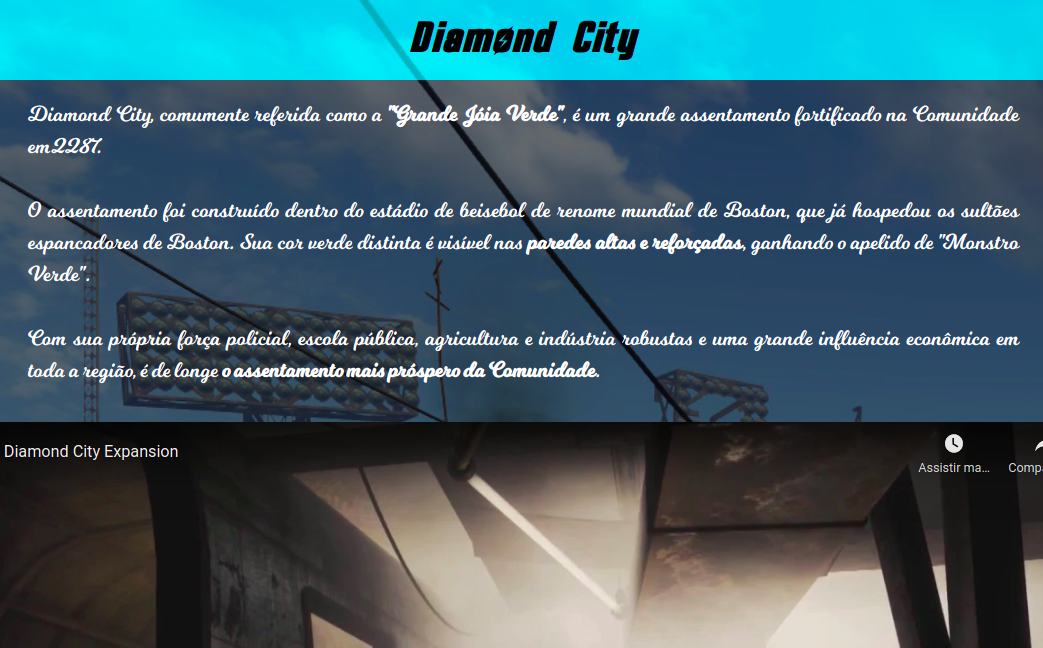 Diamønd City
Diamond City, comumente referida como a "Grande Jóia Verde", é um grande assentamento fortificado na Comunidade
em 2287.
O assentamento foi construído dentro do estádio de beisebol de renome mundial de Boston, que já hospedou os sultões
espancadores de Boston. Sua cor verde distinta é visível nas paredes altas e reforçadas, ganhando o apelido de "Monstro
Verde".
Com sua própria força policial, escola pública, agricultura e indústria robustas e uma grande influência econômica em
toda a região, é de longe o assentamento mais próspero da Comunidade.
Diamond City Expansion
Assistir ma...
Compa